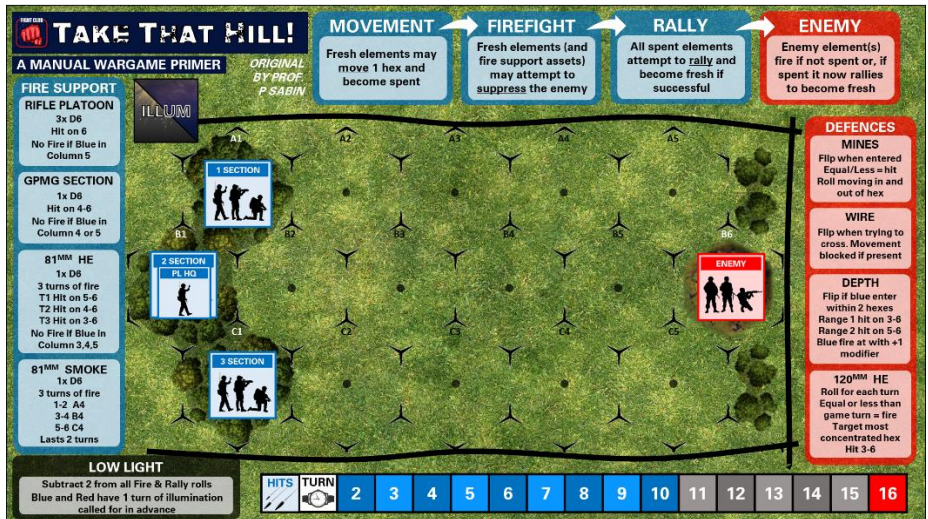 FIGHT CLUB
TAKE THAT HILL!
A MANUAL WARGAME PRIMER
ORIGINAL
BY PROF.
P SABIN
MOVEMENT
Fresh elements may
move 1 hex and
become spent
FIREFIGHT
Fresh elements (and
fire support assets)
may attempt to
suppress the enemy
RALLY
All spent elements
attempt to rally and
become fresh if
successful
ENEMY
Enemy element(s)
fire if not spent or, if
spent it now rallies
to become fresh
FIRE SUPPORT
RIFLE PLATOON
3x D6
Hit on 6
No Fire if Blue in
Column 5
GPMG SECTION
1x D6
Hit on 4-6
No Fire if Blue in
Column 4 or 5
81MM HE
1x D6
3 turns of fire
T1 Hit on 5-6
T2 Hit on 4-6
T3 Hit on 3-6
No Fire if Blue in
Column 3,4,5
81MM SMOKE
1x D6
3 turns of fire
1-2 A4
3-4 B4
5-6 C4
Lasts 2 turns
ILLUM
A1
A2
A3
A4
A5
1 SECTION
B1
B2
B3
B4
B5
B6
2 SECTION
PL HQ
ENEMY
C1
C2
C3
C4
C5
3 SECTION
DEFENCES
MINES
Flip when entered
Equal/Less = hit
Roll moving in and
out of hex
WIRE
Flip when trying to
cross. Movement
blocked if present
DEPTH
Flip if blue enter
within 2 hexes
Range 1 hit on 3-6
Range 2 hit on 5-6
Blue fire at with +1
modifier
120MM HE
Roll for each turn
Equal or less than
game turn = fire
Target most
concentrated hex
Hit 3-6
LOW LIGHT
Subtract 2 from all Fire & Rally rolls
Blue and Red have 1 turn of illumination
called for in advance
HITS TURN 2 3 4 5 6 7 8 9 10 11 12 13 14 15 16